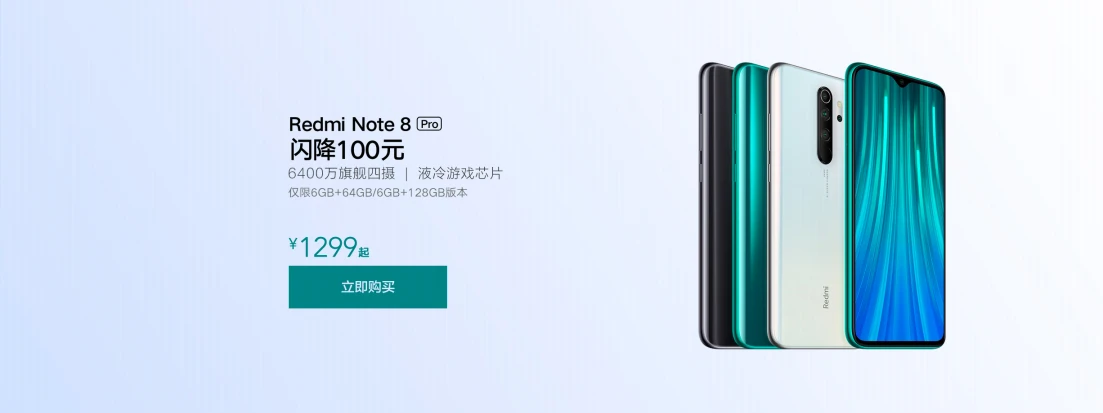 Redmi Note 8 Pro
闪降100元
6400万旗舰四摄 | 液冷游戏芯片
仅限6GB+64GB/6GB+128GB版本
¥1299起
立即购买
Redmi